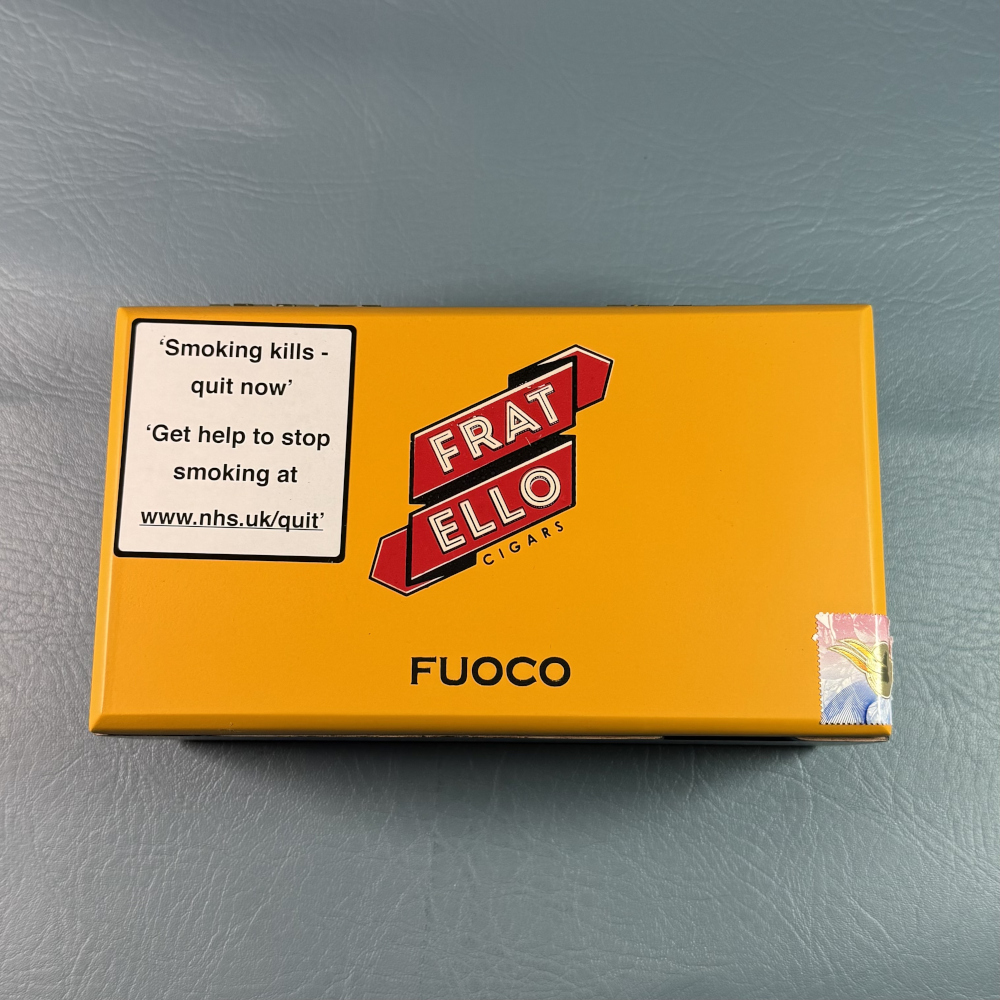 ‘Smoking kills -
quit now’
‘Get help to stop
smoking at
www.nhs.uk/quit’
FRAT
ELLO
CIGARS
FUOCO